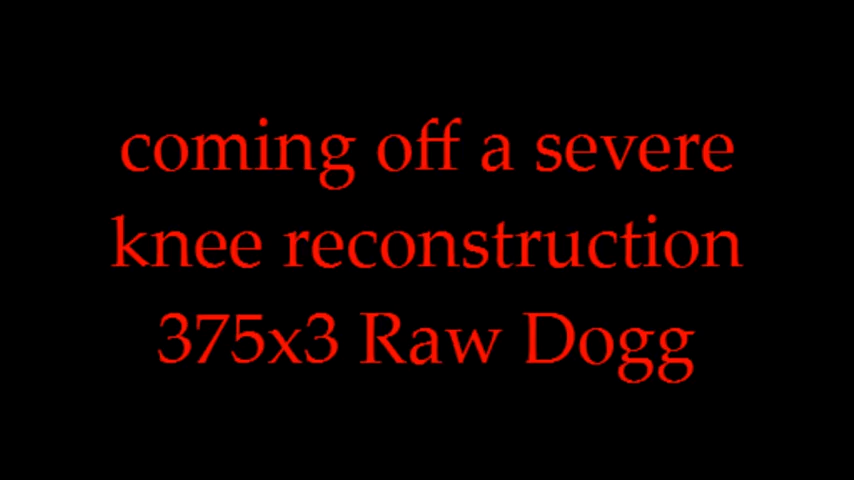 coming off a severe
knee reconstruction
375x3 Raw Dogg